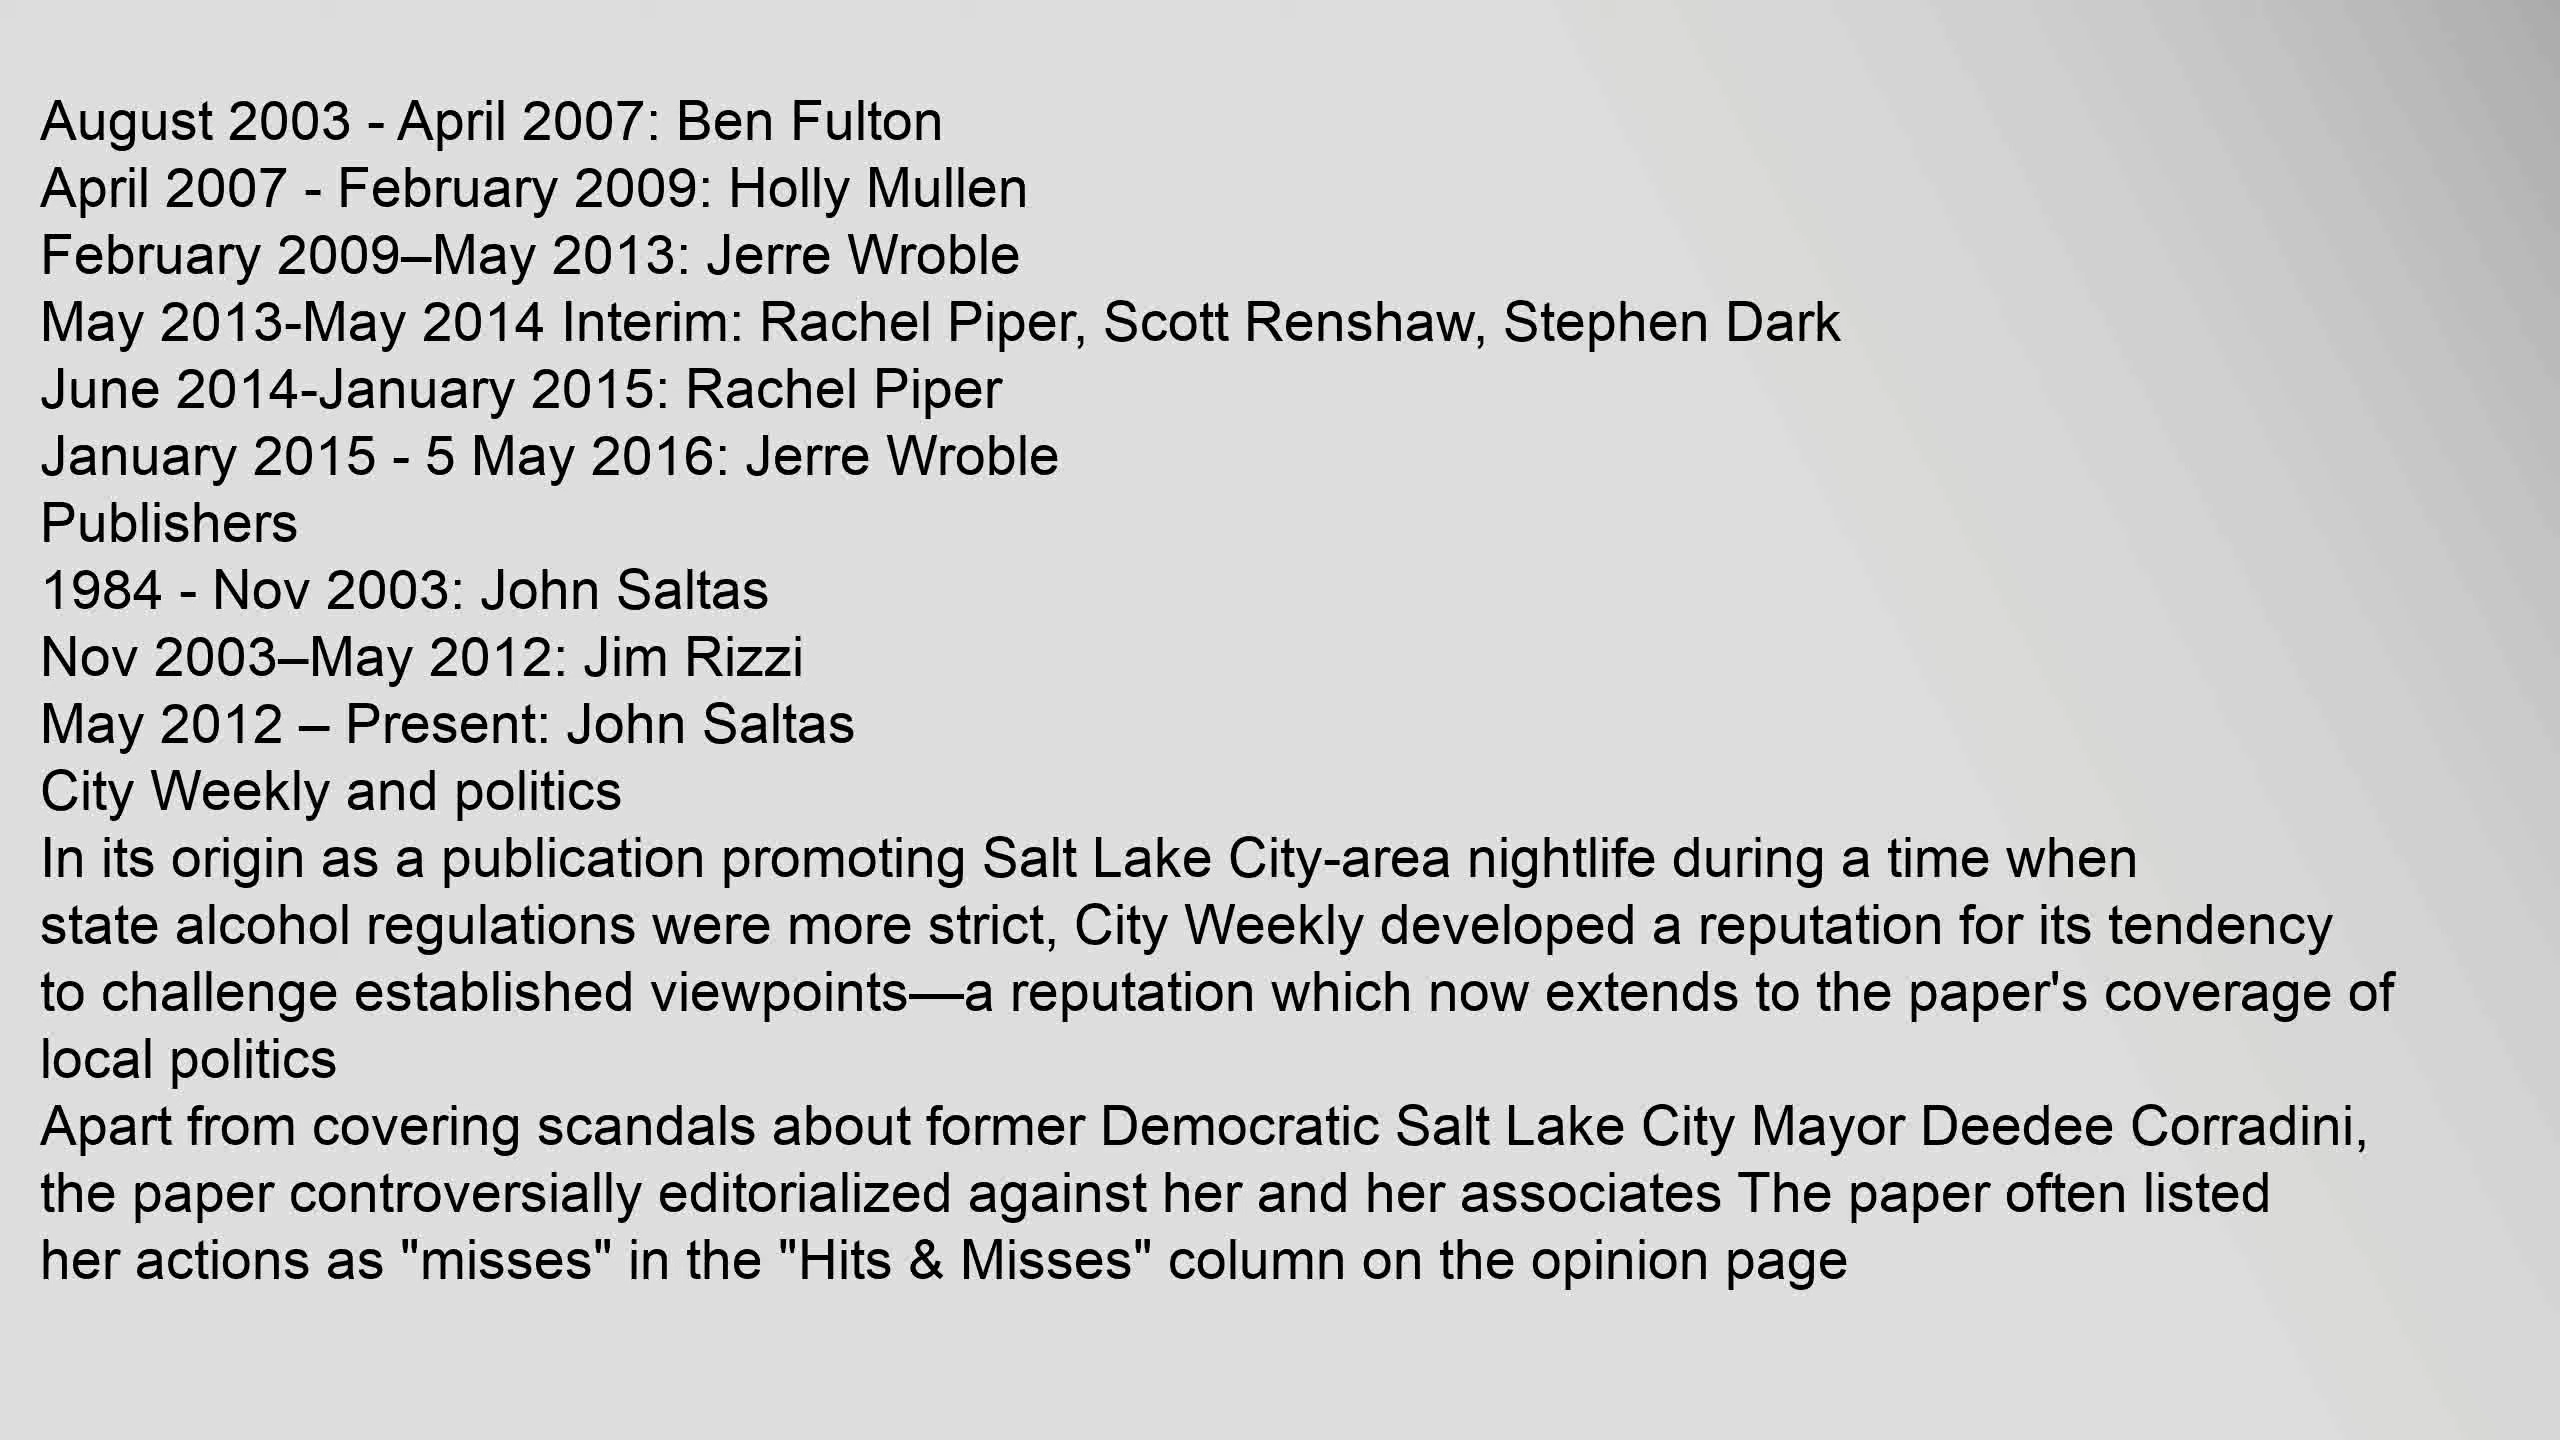 August 2003 - April 2007: Ben Fulton
April 2007 - February 2009: Holly Mullen
February 2009–May 2013: Jerre Wroble
May 2013-May 2014 Interim: Rachel Piper, Scott Renshaw, Stephen Dark
June 2014-January 2015: Rachel Piper
January 2015 - 5 May 2016: Jerre Wroble
Publishers
1984 - Nov 2003: John Saltas
Nov 2003–May 2012: Jim Rizzi
May 2012 – Present: John Saltas
City Weekly and politics
In its origin as a publication promoting Salt Lake City-area nightlife during a time when
state alcohol regulations were more strict, City Weekly developed a reputation for its tendency
to challenge established viewpoints—a reputation which now extends to the paper's coverage of
local politics
Apart from covering scandals about former Democratic Salt Lake City Mayor Deedee Corradini,
the paper controversially editorialized against her and her associates The paper often listed
her actions as "misses" in the "Hits & Misses" column on the opinion page